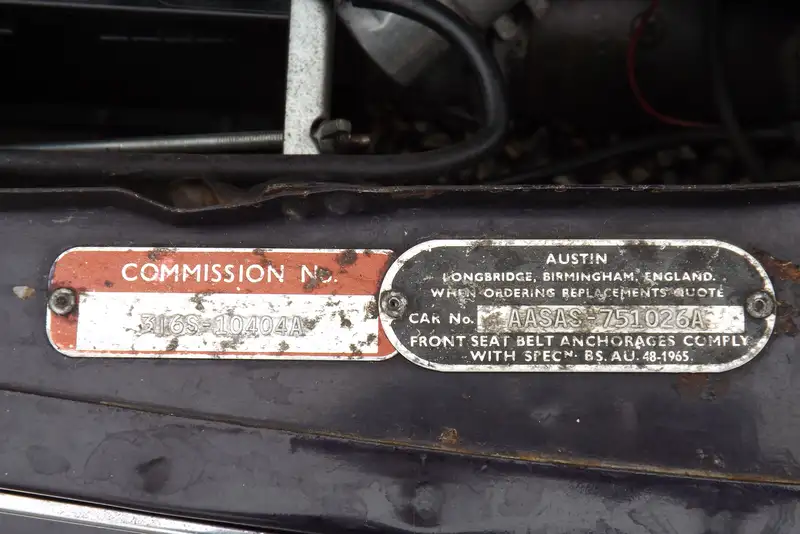 COMMISSION No.
316S-10404A
AUSTIN
LONGBRIDGE, BIRMINGHAM, ENGLAND.
WHEN ORDERING REPLACEMENTS QUOTE
CAR No. AASAS-751026A
FRONT SEAT BELT ANCHORAGES COMPLY
WITH SPECN. BS. AU. 48-1965.